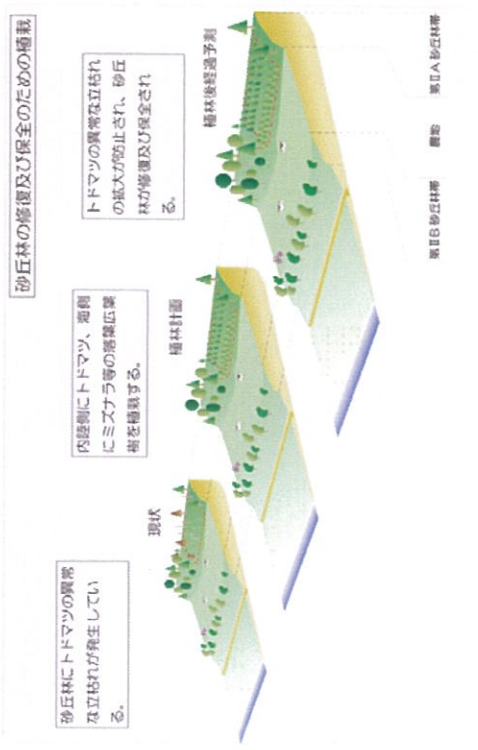 砂丘林の修復及び保全のための植栽
砂丘林にトドマツの異常
な立枯れが発生してい
る。
現状
内陸側にトドマツ、海側
にミズナラ等の落葉広葉
樹を植栽する。
植林計画
トドマツの異常な立枯れ
の拡大が防止され、砂丘
林が修復及び保全され
る。
植林後経過予測
第ⅡB砂丘林帯
農地
第ⅡA砂丘林帯